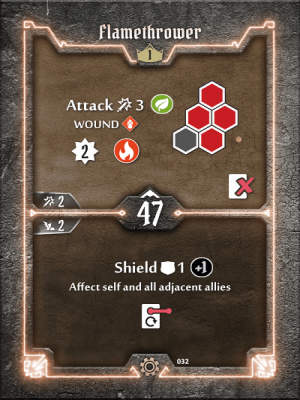 Flamethrower
1
Attack 3
WOUND
2
2
47
2
Shield 1 +1
Affect self and all adjacent allies
032